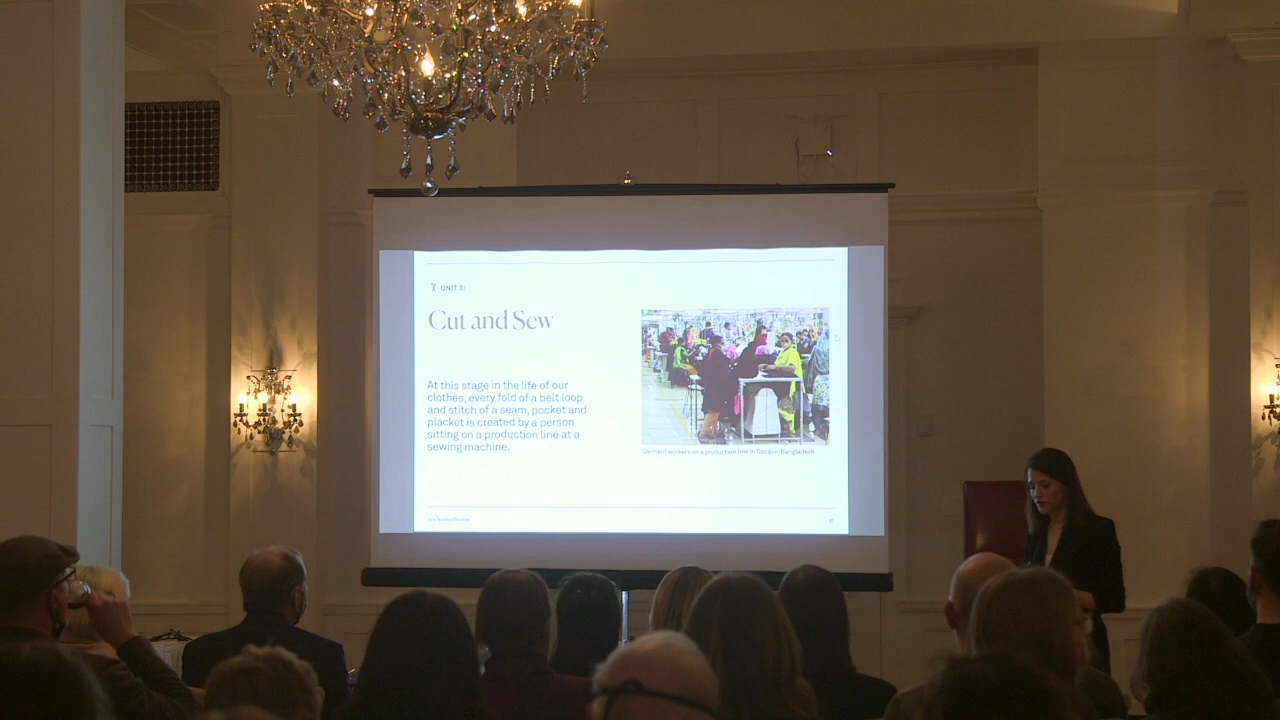 UNIT 3:
Cut and Sew
At this stage in the life of our
clothes, every fold of a belt loop
and stitch of a seam, pocket and
placket is created by a person
sitting on a production line at a
sewing machine.
Garment workers on a production line in Gazipur, Bangladesh